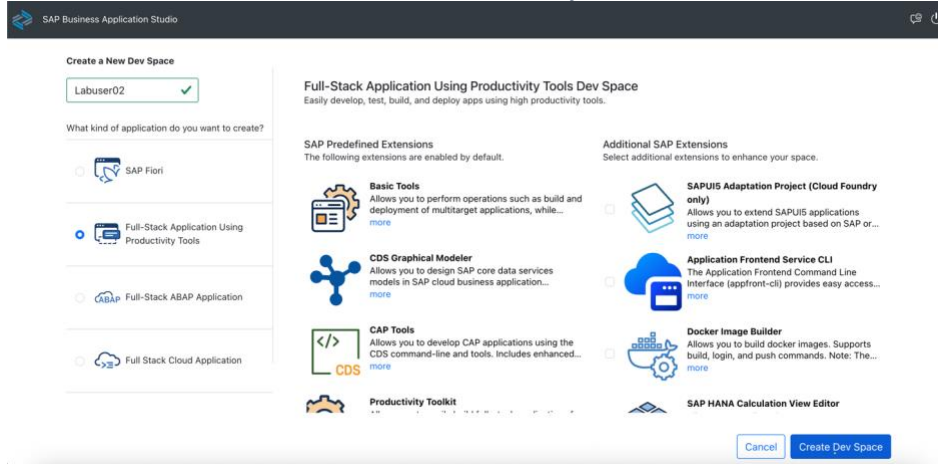 SAP Business Application Studio
Create a New Dev Space
Labuser02
What kind of application do you want to create?
SAP Fiori
Full-Stack Application Using
Productivity Tools
ABAP
Full-Stack ABAP Application
Full Stack Cloud Application
Full-Stack Application Using Productivity Tools Dev Space
Easily develop, test, build, and deploy apps using high productivity tools.
SAP Predefined Extensions
The following extensions are enabled by default.
Basic Tools
Allows you to perform operations such as build and
deployment of multitarget applications, while...
more
CDS Graphical Modeler
Allows you to design SAP core data services
models in SAP cloud business application...
more
</>
CDS
CAP Tools
Allows you to develop CAP applications using the
CDS command-line and tools. Includes enhanced...
more
Productivity Toolkit
Additional SAP Extensions
Select additional extensions to enhance your space.
SAPUI5 Adaptation Project (Cloud Foundry
only)
Allows you to extend SAPUI5 applications
using an adaptation project based on SAP or...
more
Application Frontend Service CLI
The Application Frontend Command Line
Interface (appfront-cli) provides easy access...
more
Docker Image Builder
Allows you to build docker images. Supports
build, login, and push commands. Note: The...
more
SAP HANA Calculation View Editor
Cancel
Create Dev Space